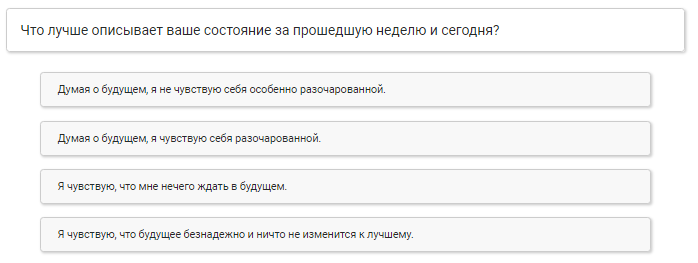 Что лучше описывает ваше состояние за прошедшую неделю и сегодня?
Думая о будущем, я не чувствую себя особенно разочарованной.
Думая о будущем, я чувствую себя разочарованной.
Я чувствую, что мне нечего ждать в будущем.
Я чувствую, что будущее безнадежно и ничто не изменится к лучшему.